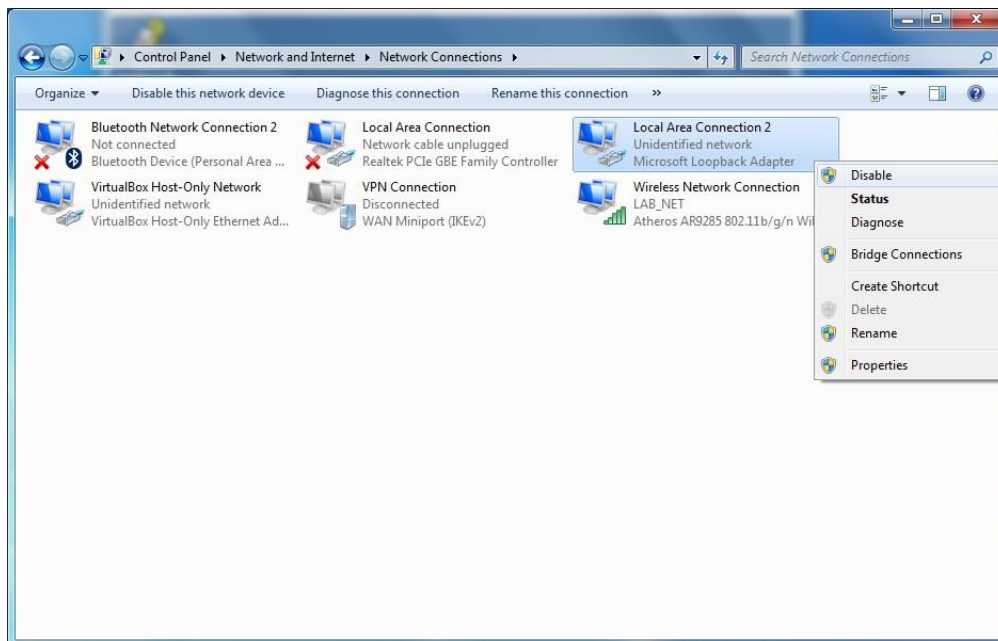 Control Panel ▸ Network and Internet ▸ Network Connections ▸
Search Network Connections
Organize ▾ Disable this network device Diagnose this connection Rename this connection »
Bluetooth Network Connection 2
Not connected
Bluetooth Device (Personal Area ...
Local Area Connection
Network cable unplugged
Realtek PCIe GBE Family Controller
Local Area Connection 2
Unidentified network
Microsoft Loopback Adapter
VirtualBox Host-Only Network
Unidentified network
VirtualBox Host-Only Ethernet Ad...
VPN Connection
Disconnected
WAN Miniport (IKEv2)
Wireless Network Connection
LAB_NET
Atheros AR9285 802.11b/g/n
Disable
Status
Diagnose
Bridge Connections
Create Shortcut
Delete
Rename
Properties